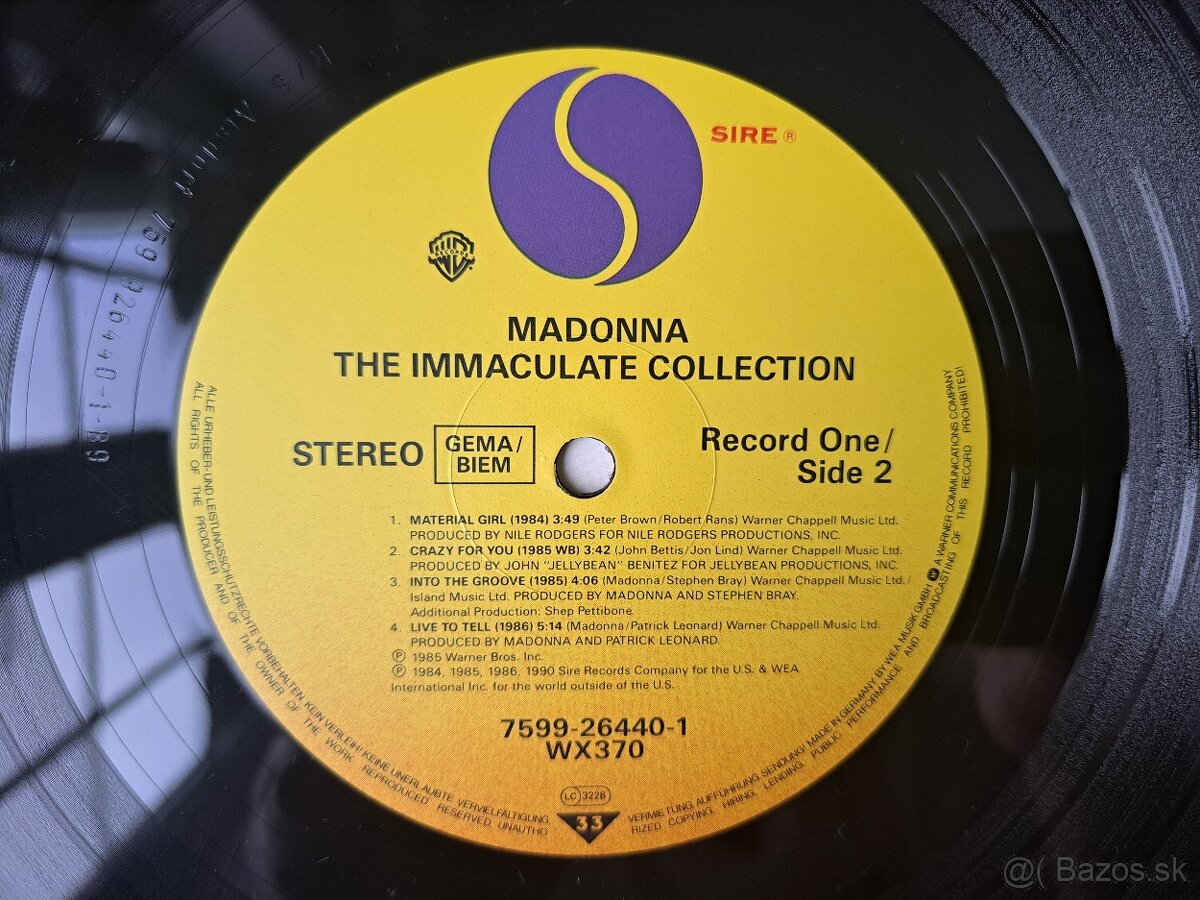 SIRE ®
WB
RECORDS
MADONNA
THE IMMACULATE COLLECTION
STEREO
GEMA/
BIEM
Record One/
Side 2
1. MATERIAL GIRL (1984) 3:49 (Peter Brown/Robert Rans) Warner Chappell Music Ltd.
PRODUCED BY NILE RODGERS FOR NILE RODGERS PRODUCTIONS, INC.
2. CRAZY FOR YOU (1985 WB) 3:42 (John Bettis/Jon Lind) Warner Chappell Music Ltd.
PRODUCED BY JOHN "JELLYBEAN" BENITEZ FOR JELLYBEAN PRODUCTIONS, INC.
3. INTO THE GROOVE (1985) 4:06 (Madonna/Stephen Bray) Warner Chappell Music Ltd./
Island Music Ltd. PRODUCED BY MADONNA AND STEPHEN BRAY.
Additional Production: Shep Pettibone.
4. LIVE TO TELL (1986) 5:14 (Madonna/Patrick Leonard) Warner Chappell Music Ltd.
PRODUCED BY MADONNA AND PATRICK LEONARD.
℗ 1985 Warner Bros. Inc.
℗ 1984, 1985, 1986, 1990 Sire Records Company for the U.S. & WEA
International Inc. for the world outside of the U.S.
7599-26440-1
WX370
LC 3228
33
ALLE URHEBER- UND LEISTUNGSSCHUTZRECHTE VORBEHALTEN. KEIN VERLEIH! KEINE UNERLAUBTE VERVIELFÄLTIGUNG, VERMIETUNG, AUFFÜHRUNG, SENDUNG! MADE IN GERMANY BY WEA MUSIK GMBH A WARNER COMMUNICATIONS COMPANY
ALL RIGHTS OF THE PRODUCER AND OF THE OWNER OF THE WORK REPRODUCED RESERVED. UNAUTHORIZED COPYING, HIRING, LENDING, PUBLIC PERFORMANCE AND BROADCASTING OF THIS RECORD PROHIBITED!
Alsdorf 759 926440-1-B9
@( Bazos.sk